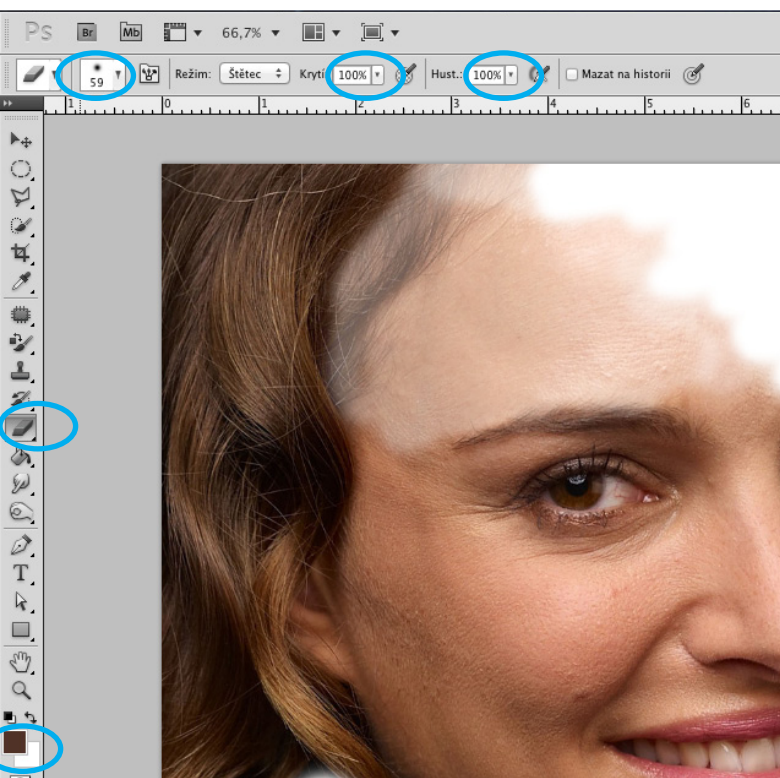 Ps Br Mb 66,7%
59 Režim: Štětec Krytí: 100% Hust.: 100% Mazat na historii
1 0 1 2 3 4 5 6
T